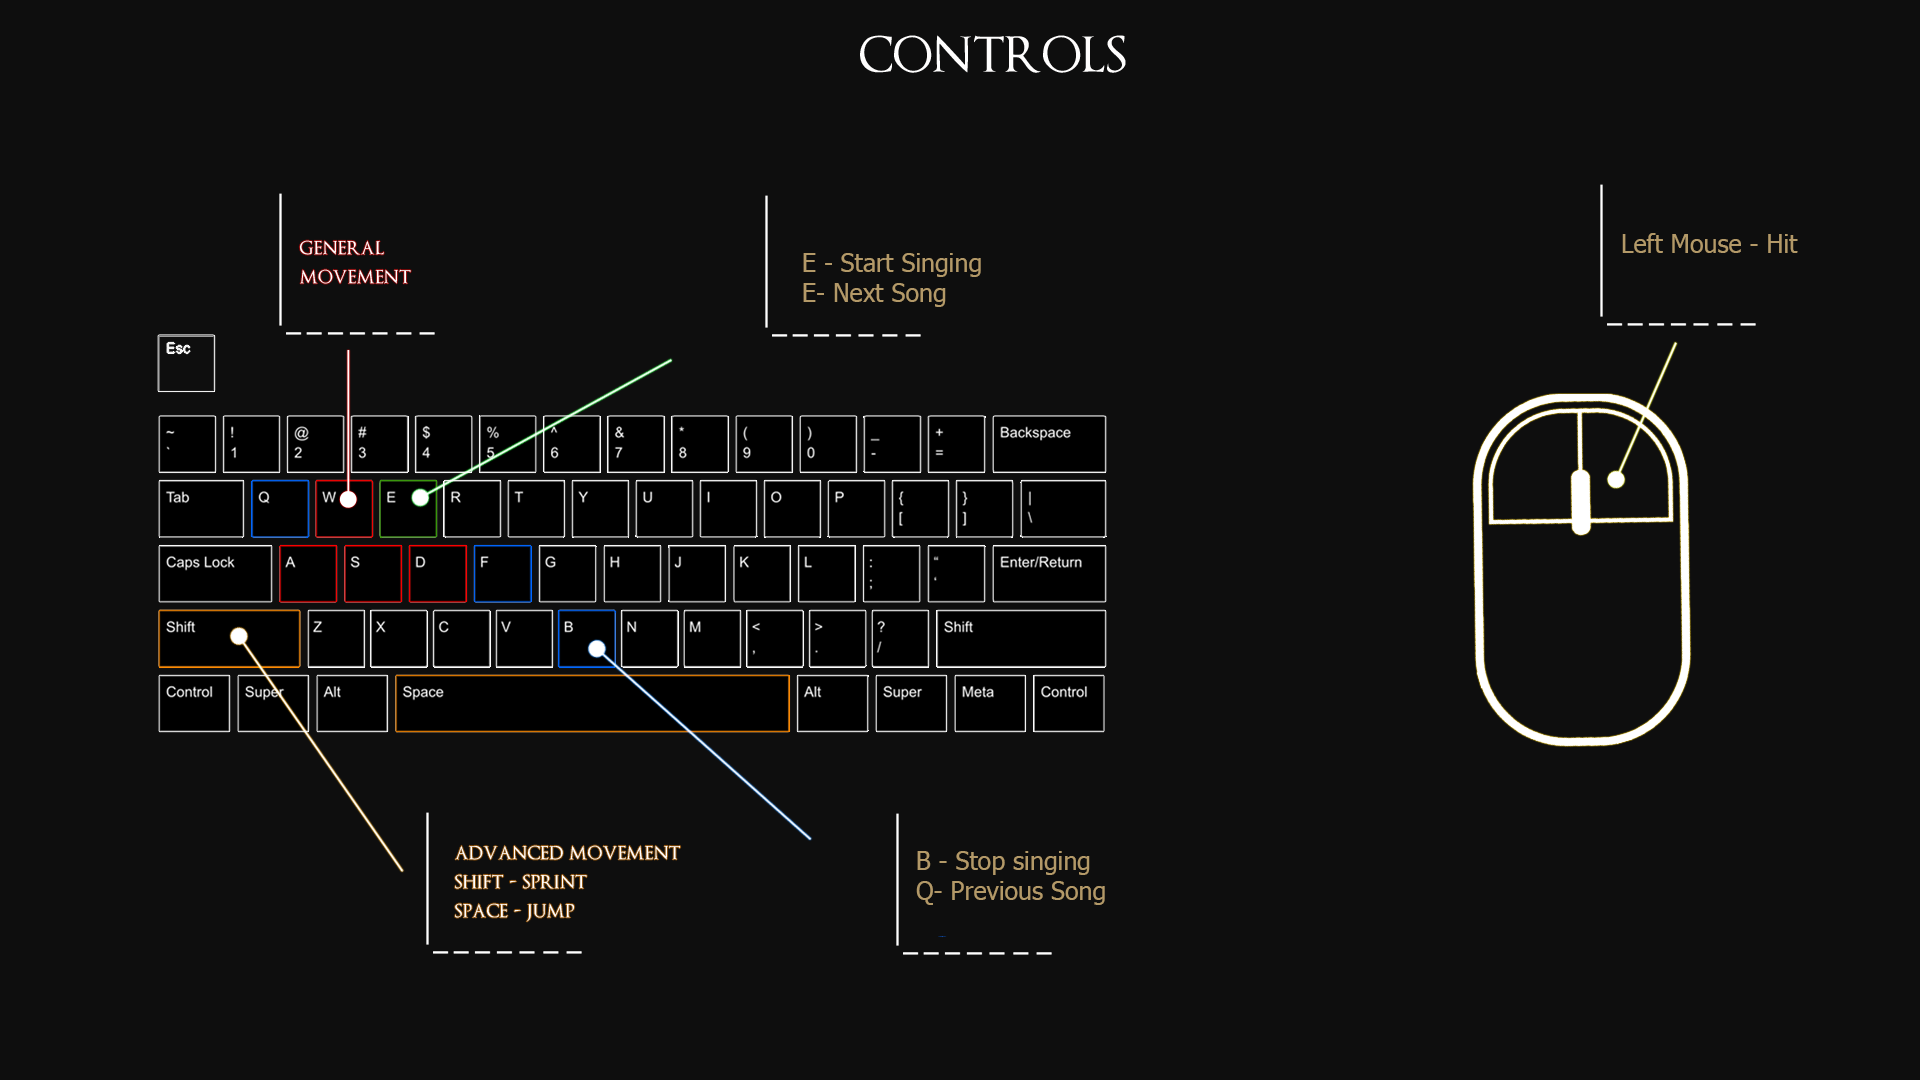 CONTROLS
GENERAL
MOVEMENT
E - Start Singing
E- Next Song
Left Mouse - Hit
Esc
~ ! @ # $ % ^ & * ( ) _ + Backspace
` 1 2 3 4 5 6 7 8 9 0 - =
Tab Q W E R T Y U I O P { } |
[ ] \
Caps Lock A S D F G H J K L : " Enter/Return
; '
Shift Z X C V B N M < > ? Shift
, . /
Control Super Alt Space Alt Super Meta Control
ADVANCED MOVEMENT
SHIFT - SPRINT
SPACE - JUMP
B - Stop singing
Q- Previous Song